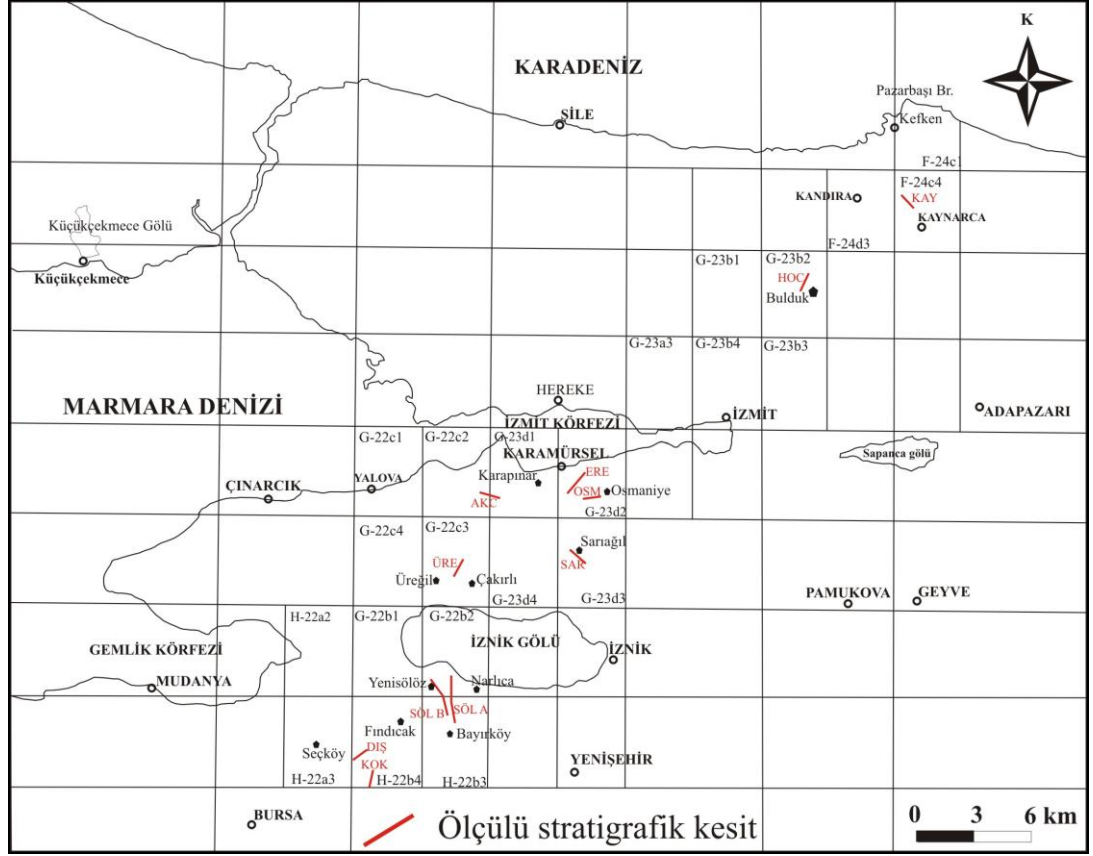 K
KARADENİZ
Pazarbaşı Br.
ŞİLE
Kefken
F-24c1
F-24c4
KANDIRA
KAY
KAYNARCA
Küçükçekmece Gölü
F-24d3
G-23b1
G-23b2
Küçükçekmece
HOC
Bulduk
G-23a3
G-23b4
G-23b3
HEREKE
MARMARA DENİZİ
ADAPAZARI
İZMİT
İZMİT KÖRFEZİ
G-22c1
G-22c2
G-23d1
KARAMÜRSEL
Sapanca gölü
ERE
Karapınar
YALOVA
ÇINARCIK
OSM
Osmaniye
AKC
G-23d2
G-22c4
G-22c3
Sarıağıl
ÜRE
SAR
Üreğil
Çakırlı
PAMUKOVA
GEYVE
G-23d4
G-23d3
H-22a2
G-22b1
G-22b2
GEMLİK KÖRFEZİ
İZNİK GÖLÜ
İZNİK
MUDANYA
Yenisölöz
Narlıca
SÖL B
SÖL A
Fındıcak
Bayırköy
Seçköy
DIŞ
KOK
YENİŞEHİR
H-22a3
H-22b4
H-22b3
BURSA
0 3 6 km
Ölçülü stratigrafik kesit